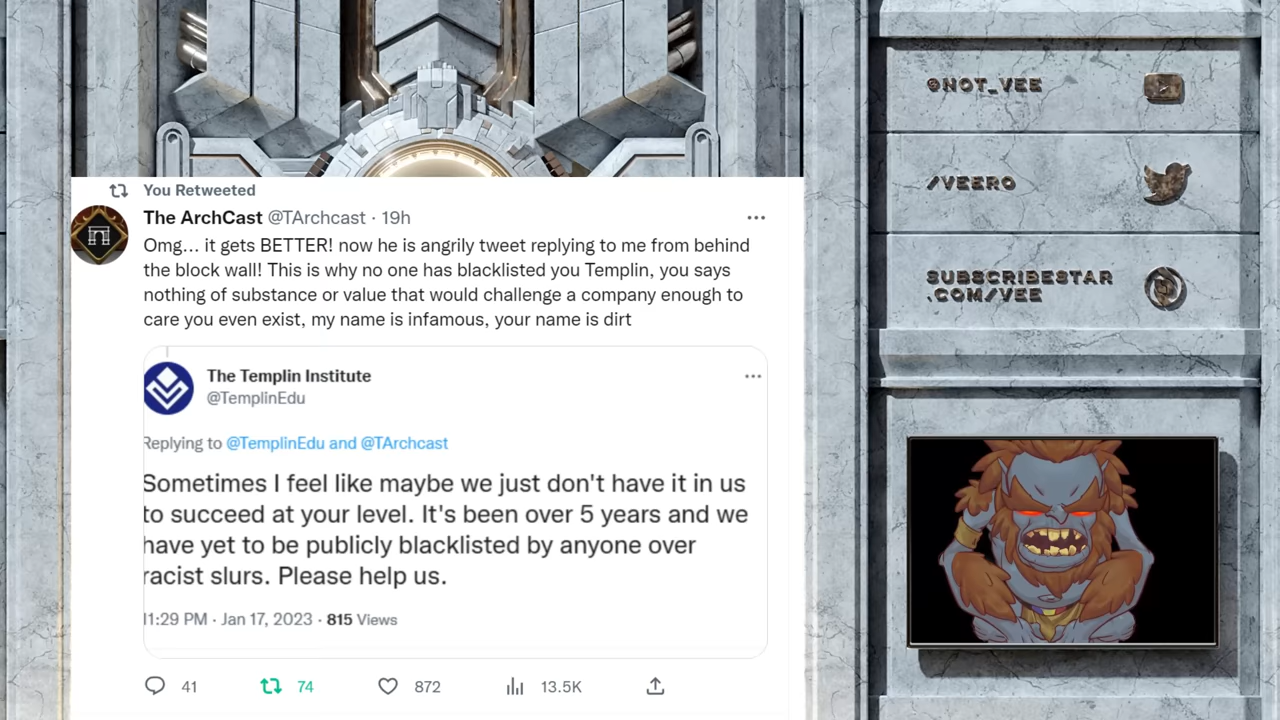 You Retweeted
The ArchCast @TArchcast · 19h
Omg... it gets BETTER! now he is angrily tweet replying to me from behind
the block wall! This is why no one has blacklisted you Templin, you says
nothing of substance or value that would challenge a company enough to
care you even exist, my name is infamous, your name is dirt
The Templin Institute
@TemplinEdu
Replying to @TemplinEdu and @TArchcast
Sometimes I feel like maybe we just don't have it in us
to succeed at your level. It's been over 5 years and we
have yet to be publicly blacklisted by anyone over
racist slurs. Please help us.
11:29 PM · Jan 17, 2023 · 815 Views
41 74 872 13.5K
@NOT_VEE
/VEERO
SUBSCRIBESTAR
.COM/VEE